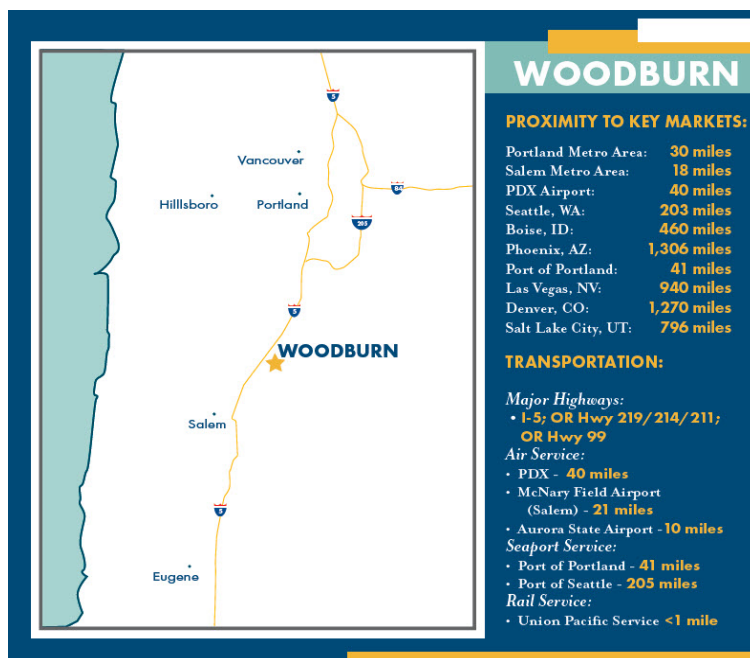 WOODBURN
PROXIMITY TO KEY MARKETS:
Portland Metro Area: 30 miles
Salem Metro Area: 18 miles
PDX Airport: 40 miles
Seattle, WA: 203 miles
Boise, ID: 460 miles
Phoenix, AZ: 1,306 miles
Port of Portland: 41 miles
Las Vegas, NV: 940 miles
Denver, CO: 1,270 miles
Salt Lake City, UT: 796 miles
TRANSPORTATION:
Major Highways:
• I-5; OR Hwy 219/214/211;
OR Hwy 99
Air Service:
• PDX - 40 miles
• McNary Field Airport
(Salem) - 21 miles
• Aurora State Airport -10 miles
Seaport Service:
• Port of Portland - 41 miles
• Port of Seattle - 205 miles
Rail Service:
• Union Pacific Service <1 mile
5
Vancouver
84
Hilllsboro
Portland
205
5
WOODBURN
Salem
5
Eugene